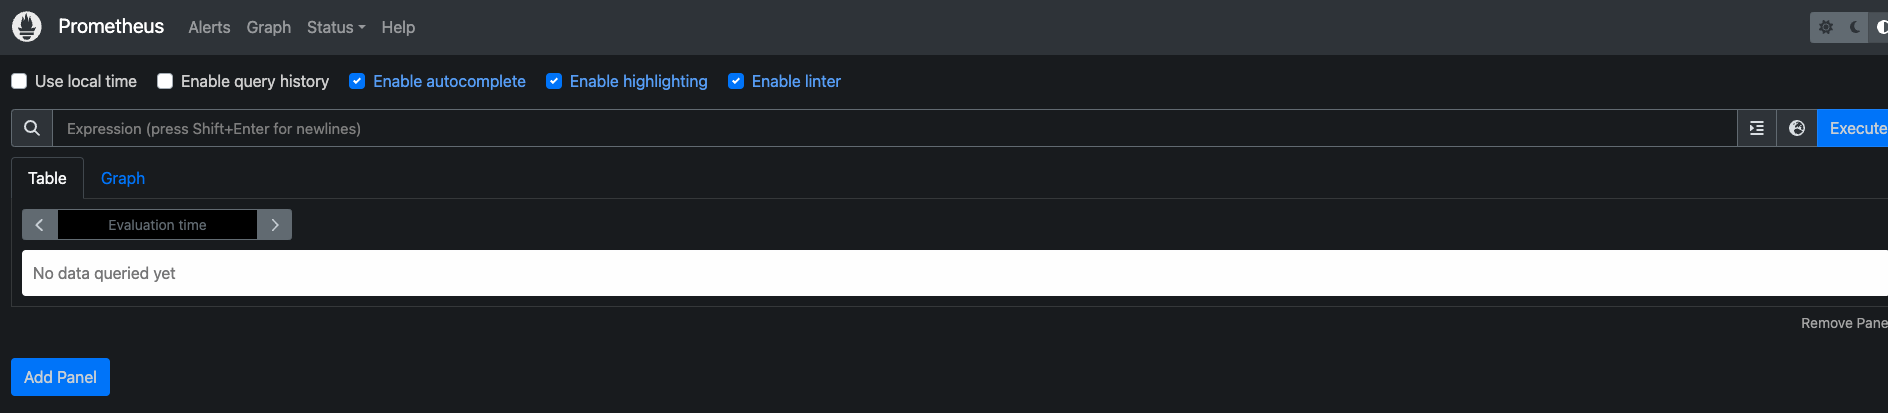 Prometheus Alerts Graph Status Help
Use local time Enable query history Enable autocomplete Enable highlighting Enable linter
Expression (press Shift+Enter for newlines) Execute
Table Graph
Evaluation time
No data queried yet
Remove Pane
Add Panel